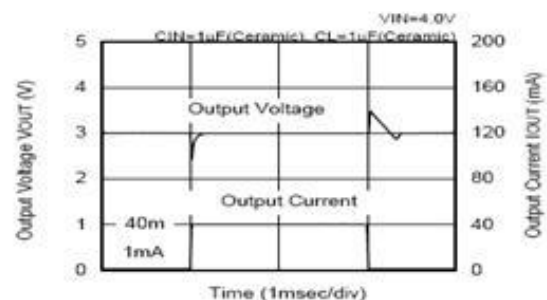 VIN=4.0V
CIN=1uF(Ceramic), CL=1uF(Ceramic)
5 200
4 160
Output Voltage
3 120
2 80
Output Current
1 40m 40
1mA
0 0
Time (1msec/div)
Output Voltage VOUT (V)
Output Current IOUT (mA)